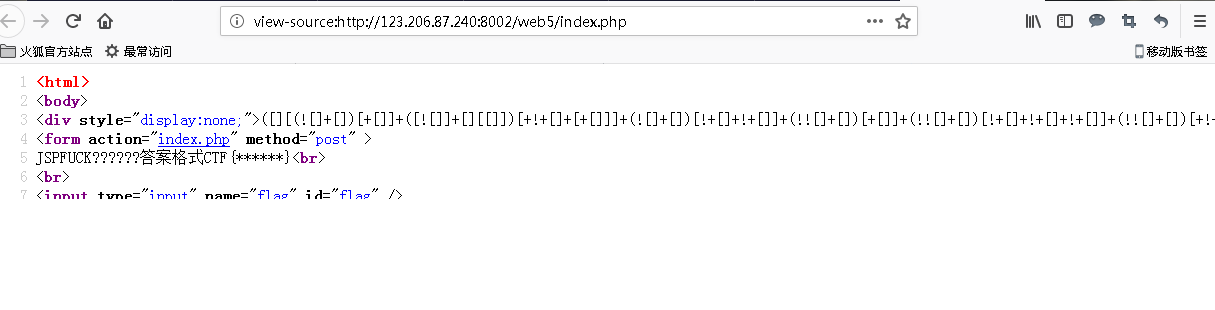 view-source:http://123.206.87.240:8002/web5/index.php
火狐官方站点 最常访问 移动版书签
1 <html>
2 <body>
3 <div style="display:none;">([][(![]+[])[+[]]+([![]]+[][[]])[+!+[]+[+[]]]+(![]+[])[!+[]+!+[]]+(!![]+[])[+[]]+(!![]+[])[!+[]+!+[]+!+[]]+(!![]+[])[+!+
4 <form action="index.php" method="post" >
5 JSPFUCK??????答案格式CTF{******}<br>
6 <br>
7 <input type="input" name="flag" id="flag" />